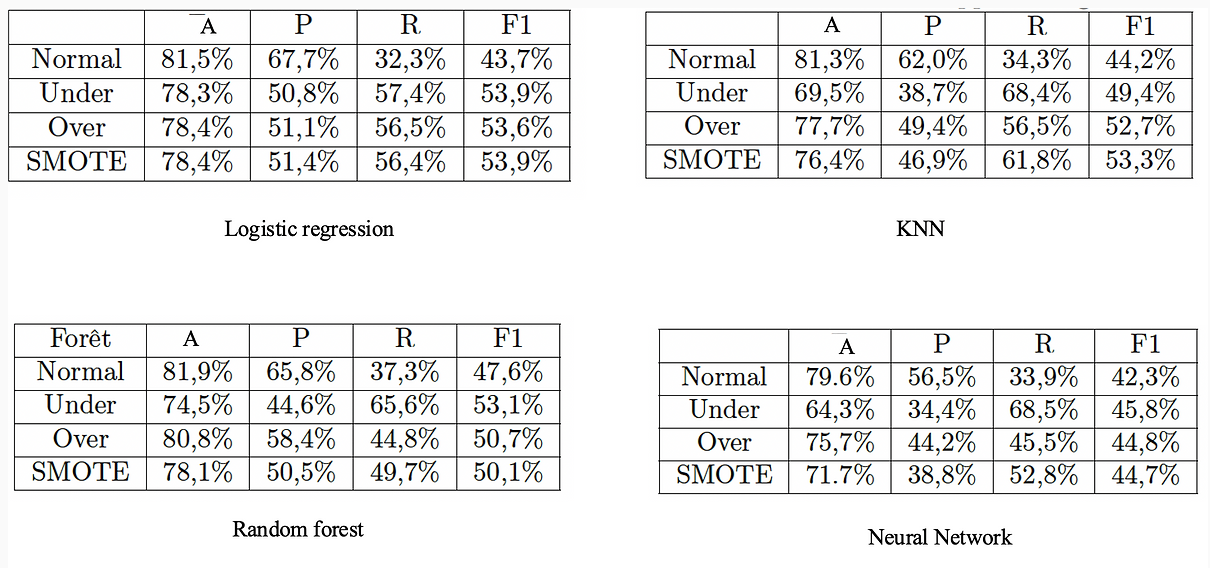 A P R F1
Normal 81,5% 67,7% 32,3% 43,7%
Under 78,3% 50,8% 57,4% 53,9%
Over 78,4% 51,1% 56,5% 53,6%
SMOTE 78,4% 51,4% 56,4% 53,9%
Logistic regression
A P R F1
Normal 81,3% 62,0% 34,3% 44,2%
Under 69,5% 38,7% 68,4% 49,4%
Over 77,7% 49,4% 56,5% 52,7%
SMOTE 76,4% 46,9% 61,8% 53,3%
KNN
Forêt A P R F1
Normal 81,9% 65,8% 37,3% 47,6%
Under 74,5% 44,6% 65,6% 53,1%
Over 80,8% 58,4% 44,8% 50,7%
SMOTE 78,1% 50,5% 49,7% 50,1%
Random forest
A P R F1
Normal 79.6% 56,5% 33,9% 42,3%
Under 64,3% 34,4% 68,5% 45,8%
Over 75,7% 44,2% 45,5% 44,8%
SMOTE 71.7% 38,8% 52,8% 44,7%
Neural Network